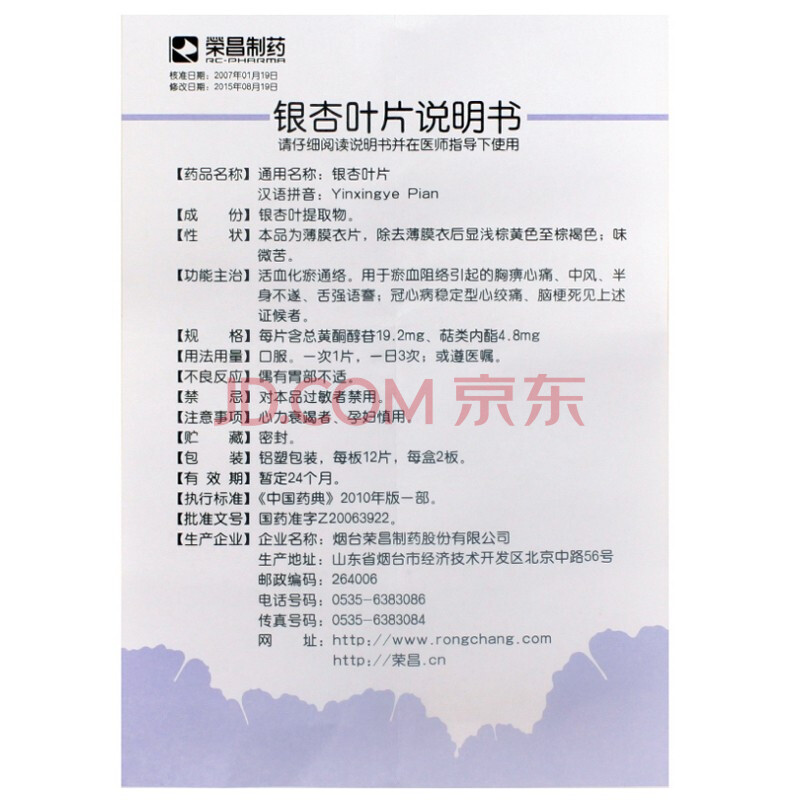 榮昌制药
RC-PHARMA
核准日期：2007年01月19日
修改日期：2015年08月19日
银杏叶片说明书
请仔细阅读说明书并在医师指导下使用
【药品名称】通用名称：银杏叶片
汉语拼音：Yinxingye Pian
【成　　份】银杏叶提取物。
【性　　状】本品为薄膜衣片，除去薄膜衣后显浅棕黄色至棕褐色；味
微苦。
【功能主治】活血化瘀通络。用于瘀血阻络引起的胸痹心痛、中风、半
身不遂、舌强语謇；冠心病稳定型心绞痛、脑梗死见上述
证候者。
【规　　格】每片含总黄酮醇苷19.2mg、萜类内酯4.8mg
【用法用量】口服。一次1片，一日3次；或遵医嘱。
【不良反应】偶有胃部不适。
【禁　　忌】对本品过敏者禁用。
JD.COM 京东
【注意事项】心力衰竭者、孕妇慎用。
【贮　　藏】密封。
【包　　装】铝塑包装，每板12片，每盒2板。
【有 效 期】暂定24个月。
【执行标准】《中国药典》2010年版一部。
【批准文号】国药准字Z20063922。
【生产企业】企业名称：烟台荣昌制药股份有限公司
生产地址：山东省烟台市经济技术开发区北京中路56号
邮政编码：264006
电话号码：0535-6383086
传真号码：0535-6383084
网　　址：http://www.rongchang.com
http://荣昌.cn